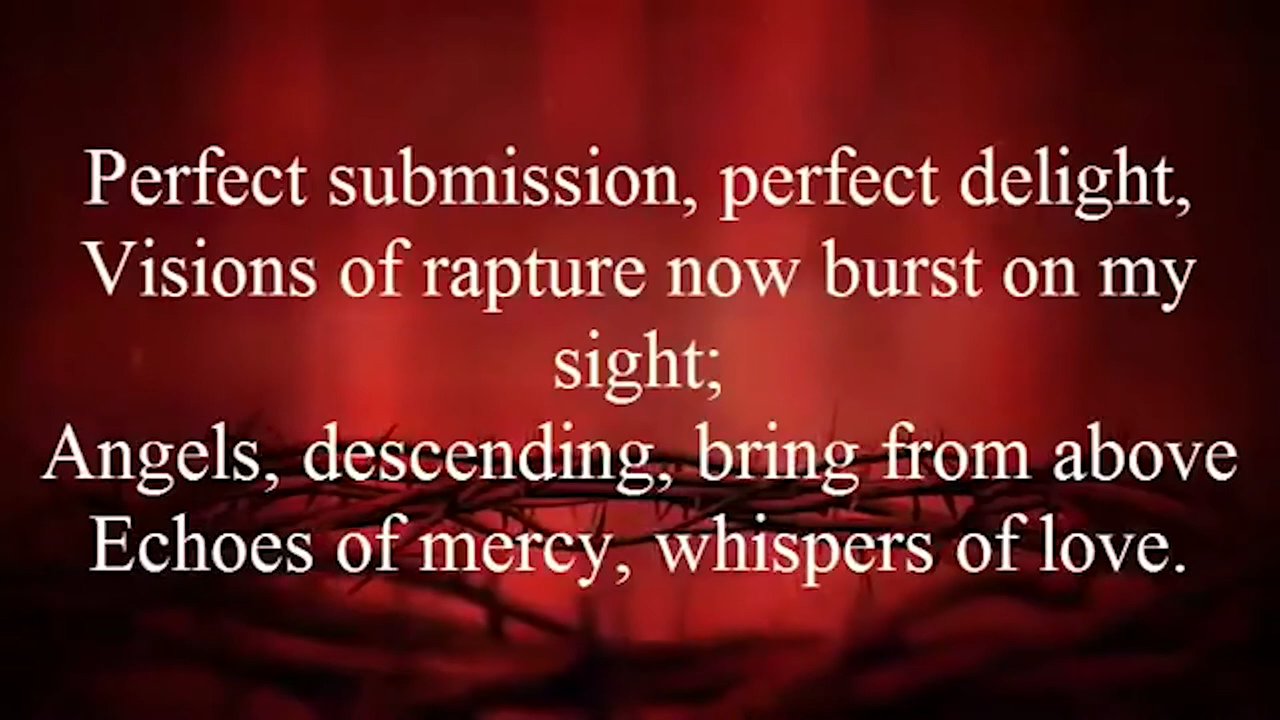 Perfect submission, perfect delight,
Visions of rapture now burst on my
sight;
Angels, descending, bring from above
Echoes of mercy, whispers of love.